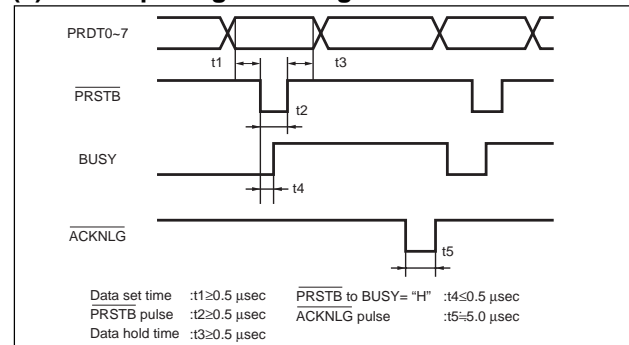 PRDT0~7
t1
t3
PRSTB
t2
BUSY
t4
ACKNLG
t5
Data set time :t1≥0.5 μsec PRSTB to BUSY= “H” :t4≤0.5 μsec
PRSTB pulse :t2≥0.5 μsec ACKNLG pulse :t5≒5.0 μsec
Data hold time :t3≥0.5 μsec